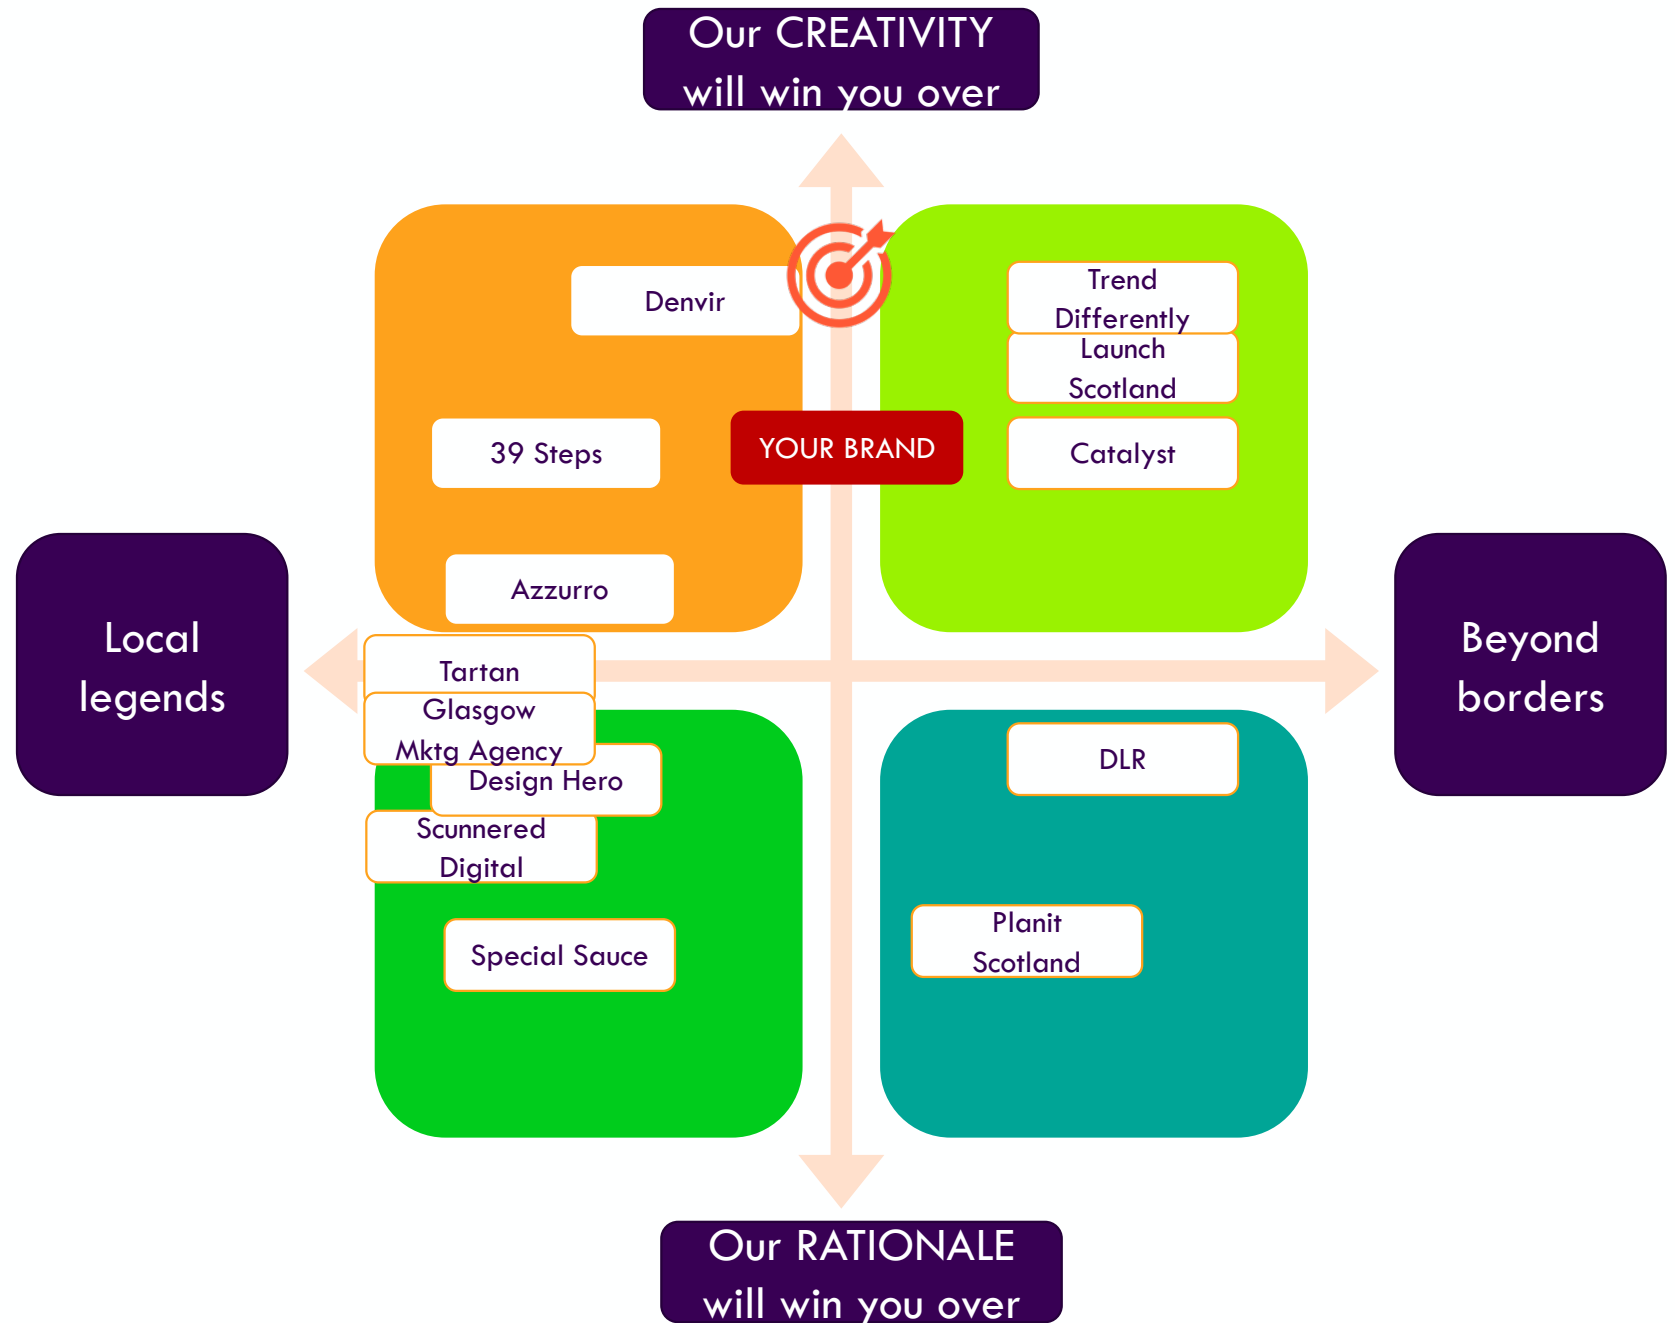 Our CREATIVITY
will win you over
Denvir
Trend
Differently
Launch
Scotland
39 Steps
YOUR BRAND
Catalyst
Azzurro
Local
legends
Beyond
borders
Tartan
Glasgow
Mktg Agency
Design Hero
Scunnered
Digital
DLR
Special Sauce
Planit
Scotland
Our RATIONALE
will win you over